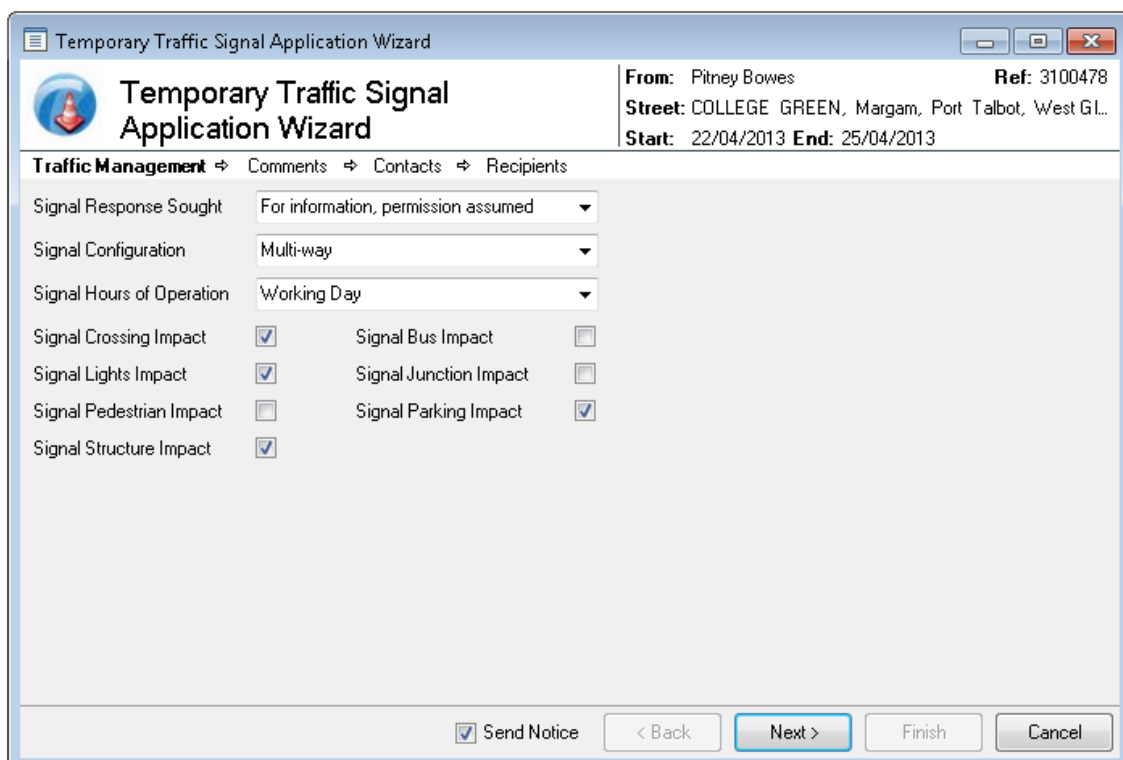 Temporary Traffic Signal Application Wizard
Temporary Traffic Signal
Application Wizard
From: Pitney Bowes Ref: 3100478
Street: COLLEGE GREEN, Margam, Port Talbot, West Gl...
Start: 22/04/2013 End: 25/04/2013
Traffic Management ⇨ Comments ⇨ Contacts ⇨ Recipients
Signal Response Sought For information, permission assumed
Signal Configuration Multi-way
Signal Hours of Operation Working Day
Signal Crossing Impact Signal Bus Impact
Signal Lights Impact Signal Junction Impact
Signal Pedestrian Impact Signal Parking Impact
Signal Structure Impact
Send Notice < Back Next > Finish Cancel